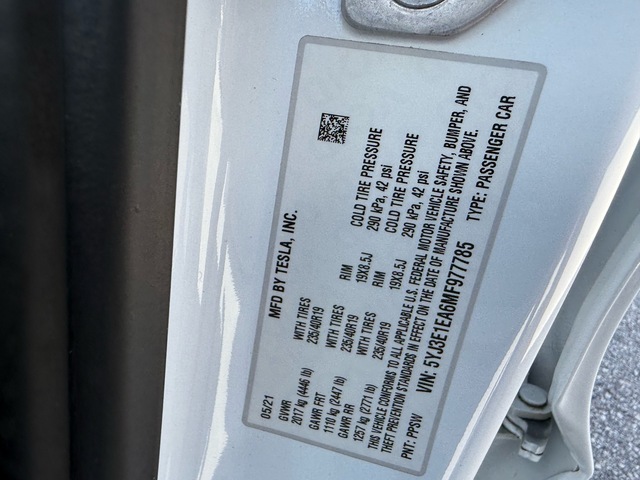 MFD BY TESLA, INC.
05/21
GVWR
2017 kg (4446 lb)
GAWR FRT WITH TIRES RIM COLD TIRE PRESSURE
1110 kg (2447 lb) 235/40R19 19X8.5J 290 kPa, 42 psi
GAWR RR WITH TIRES RIM COLD TIRE PRESSURE
1257 kg (2771 lb) 235/40R19 19X8.5J 290 kPa, 42 psi
THIS VEHICLE CONFORMS TO ALL APPLICABLE U.S. FEDERAL MOTOR VEHICLE SAFETY, BUMPER, AND
THEFT PREVENTION STANDARDS IN EFFECT ON THE DATE OF MANUFACTURE SHOWN ABOVE.
VIN: 5YJ3E1EA6MF977785 TYPE: PASSENGER CAR
PNT: PPSW